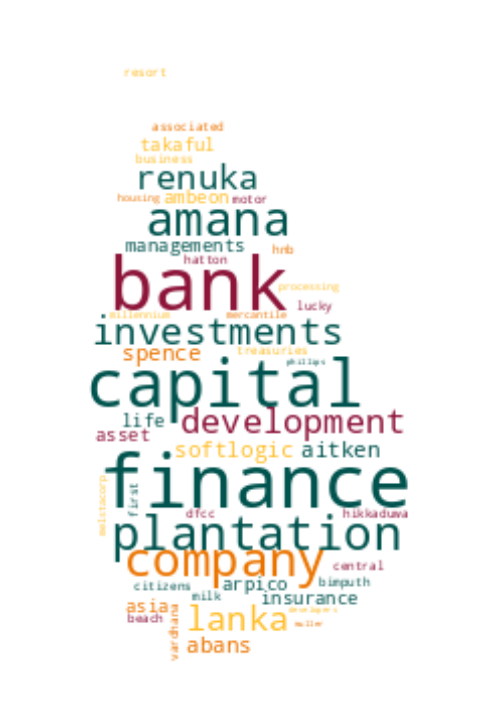 resort
associated
takaful
business
renuka
housing ambeon motor
amana
managements hnb
hatton
bank
processing
lucky
millennium mercantile
investments
spence treasuries
phillips
capital
life development
asset
softlogic aitken
finance
melstacorp first
dfcc hikkaduwa
plantation
company
central
citizens arpico bimputh
milk insurance
asia developers
beach lanka muller
vardhana abans